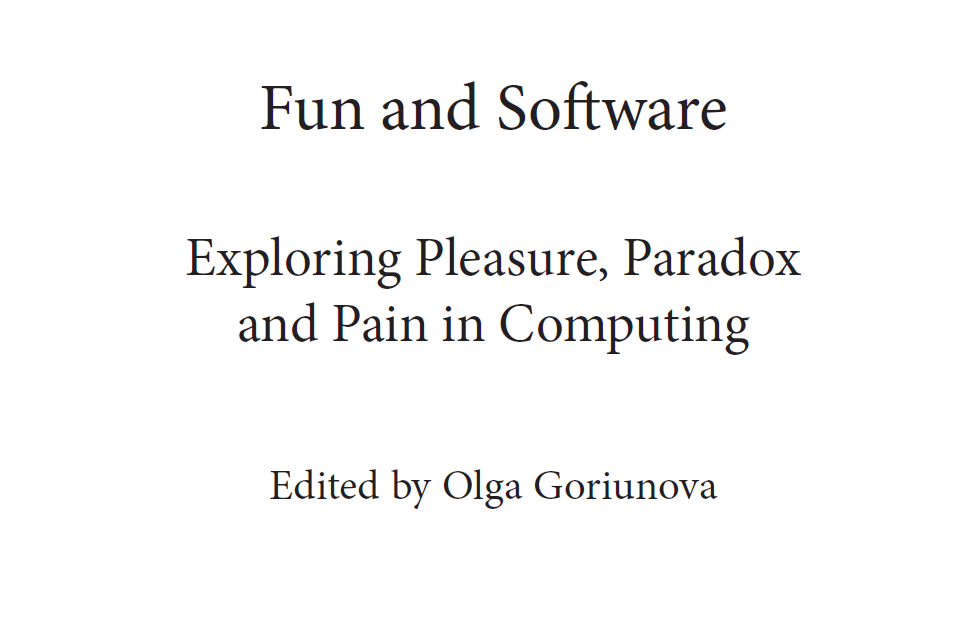 Fun and Software
Exploring Pleasure, Paradox
and Pain in Computing
Edited by Olga Goriunova